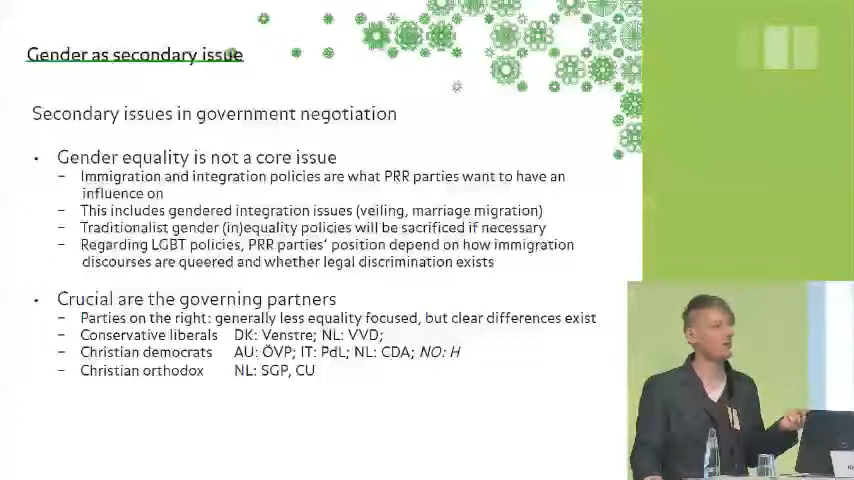 Gender as secondary issue
Secondary issues in government negotiation
• Gender equality is not a core issue
– Immigration and integration policies are what PRR parties want to have an
influence on
– This includes gendered integration issues (veiling, marriage migration)
– Traditionalist gender (in)equality policies will be sacrificed if necessary
– Regarding LGBT policies, PRR parties' position depend on how immigration
discourses are queered and whether legal discrimination exists
• Crucial are the governing partners
– Parties on the right: generally less equality focused, but clear differences exist
– Conservative liberals DK: Venstre; NL: VVD;
– Christian democrats AU: ÖVP; IT: PdL; NL: CDA; NO: H
– Christian orthodox NL: SGP, CU